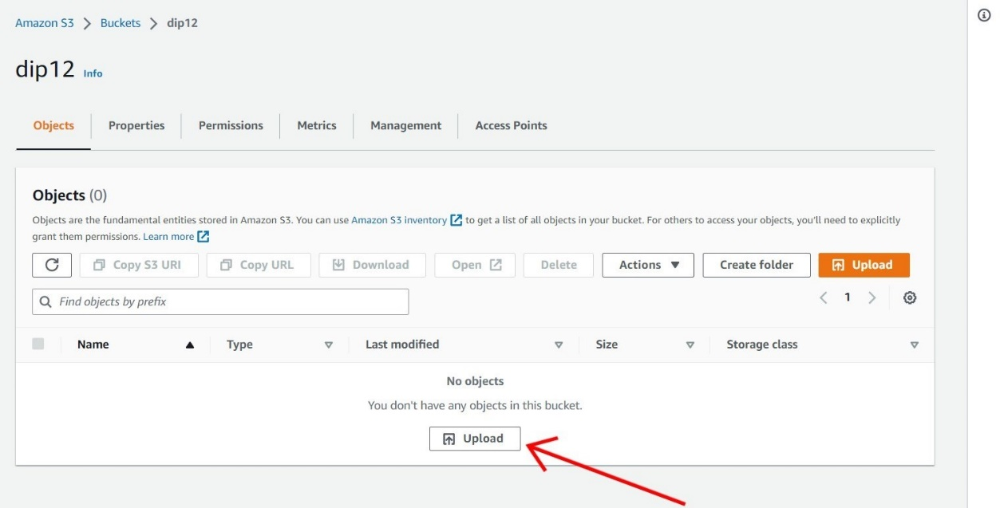 Amazon S3 > Buckets > dip12
dip12 Info
Objects Properties Permissions Metrics Management Access Points
Objects (0)
Objects are the fundamental entities stored in Amazon S3. You can use Amazon S3 inventory to get a list of all objects in your bucket. For others to access your objects, you'll need to explicitly
grant them permissions. Learn more
Copy S3 URI Copy URL Download Open Delete Actions Create folder Upload
Find objects by prefix
1
Name Type Last modified Size Storage class
No objects
You don't have any objects in this bucket.
Upload